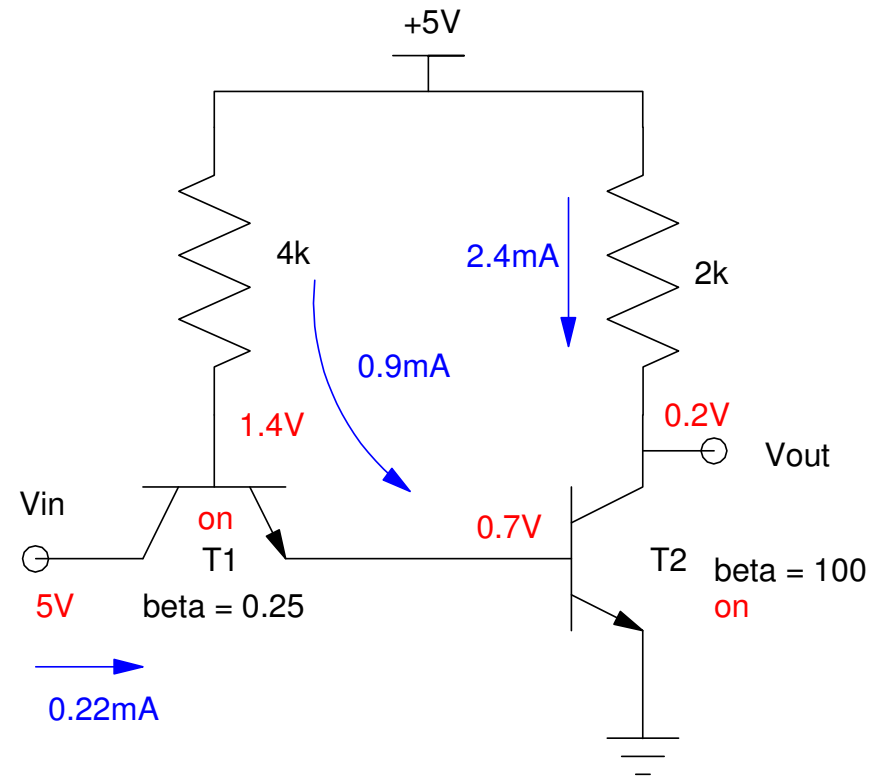 +5V
4k
2.4mA
2k
0.9mA
1.4V
0.2V
Vout
Vin
on
0.7V
T1
T2
beta = 100
5V
beta = 0.25
on
0.22mA